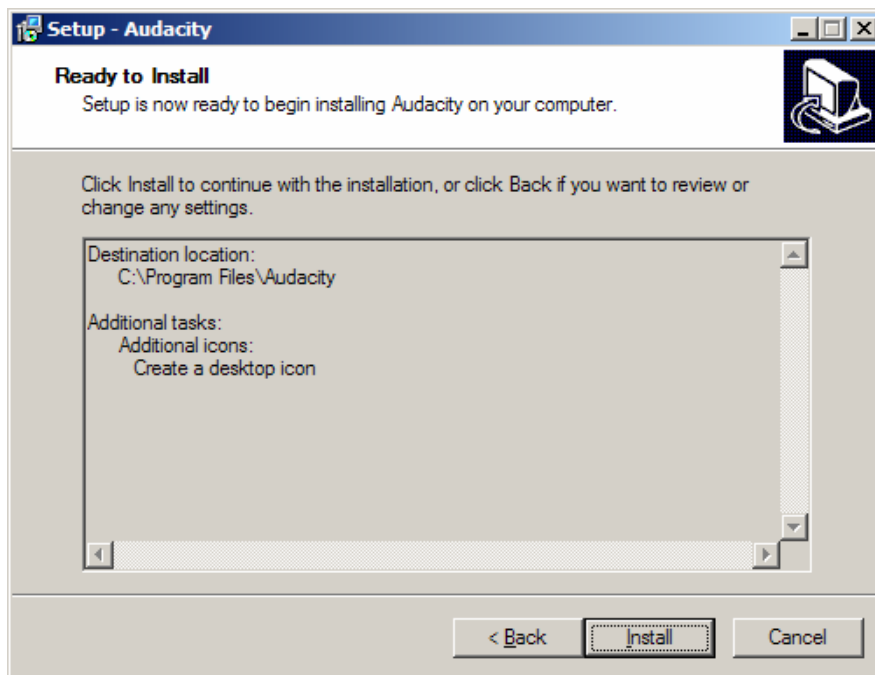 Setup - Audacity
Ready to Install
Setup is now ready to begin installing Audacity on your computer.
Click Install to continue with the installation, or click Back if you want to review or
change any settings.
Destination location:
C:\Program Files\Audacity
Additional tasks:
Additional icons:
Create a desktop icon
< Back
Install
Cancel